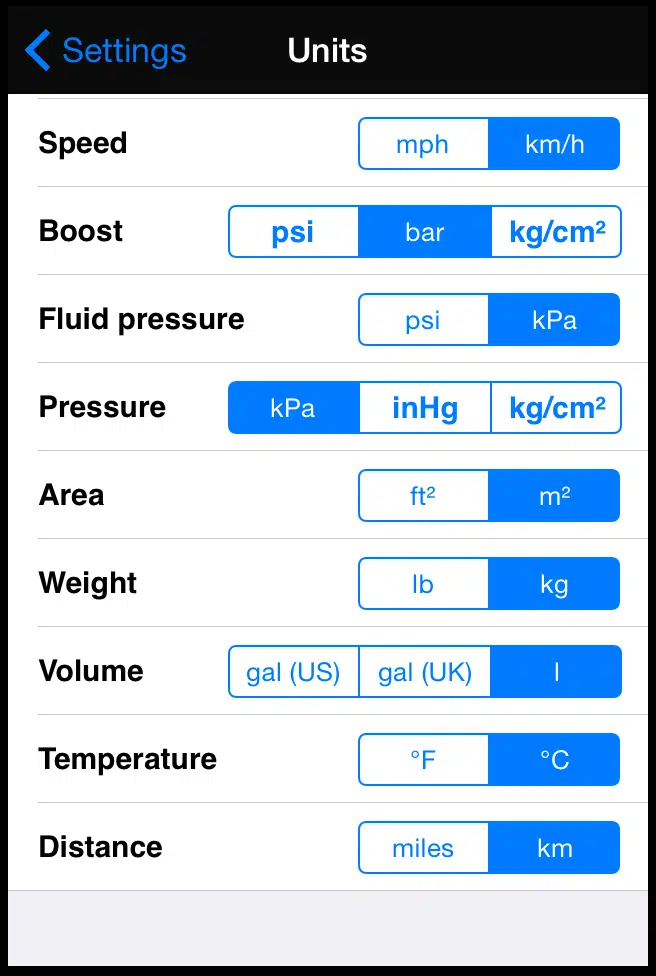 Settings Units
Speed mph km/h
Boost psi bar kg/cm²
Fluid pressure psi kPa
Pressure kPa inHg kg/cm²
Area ft² m²
Weight lb kg
Volume gal (US) gal (UK) l
Temperature °F °C
Distance miles km